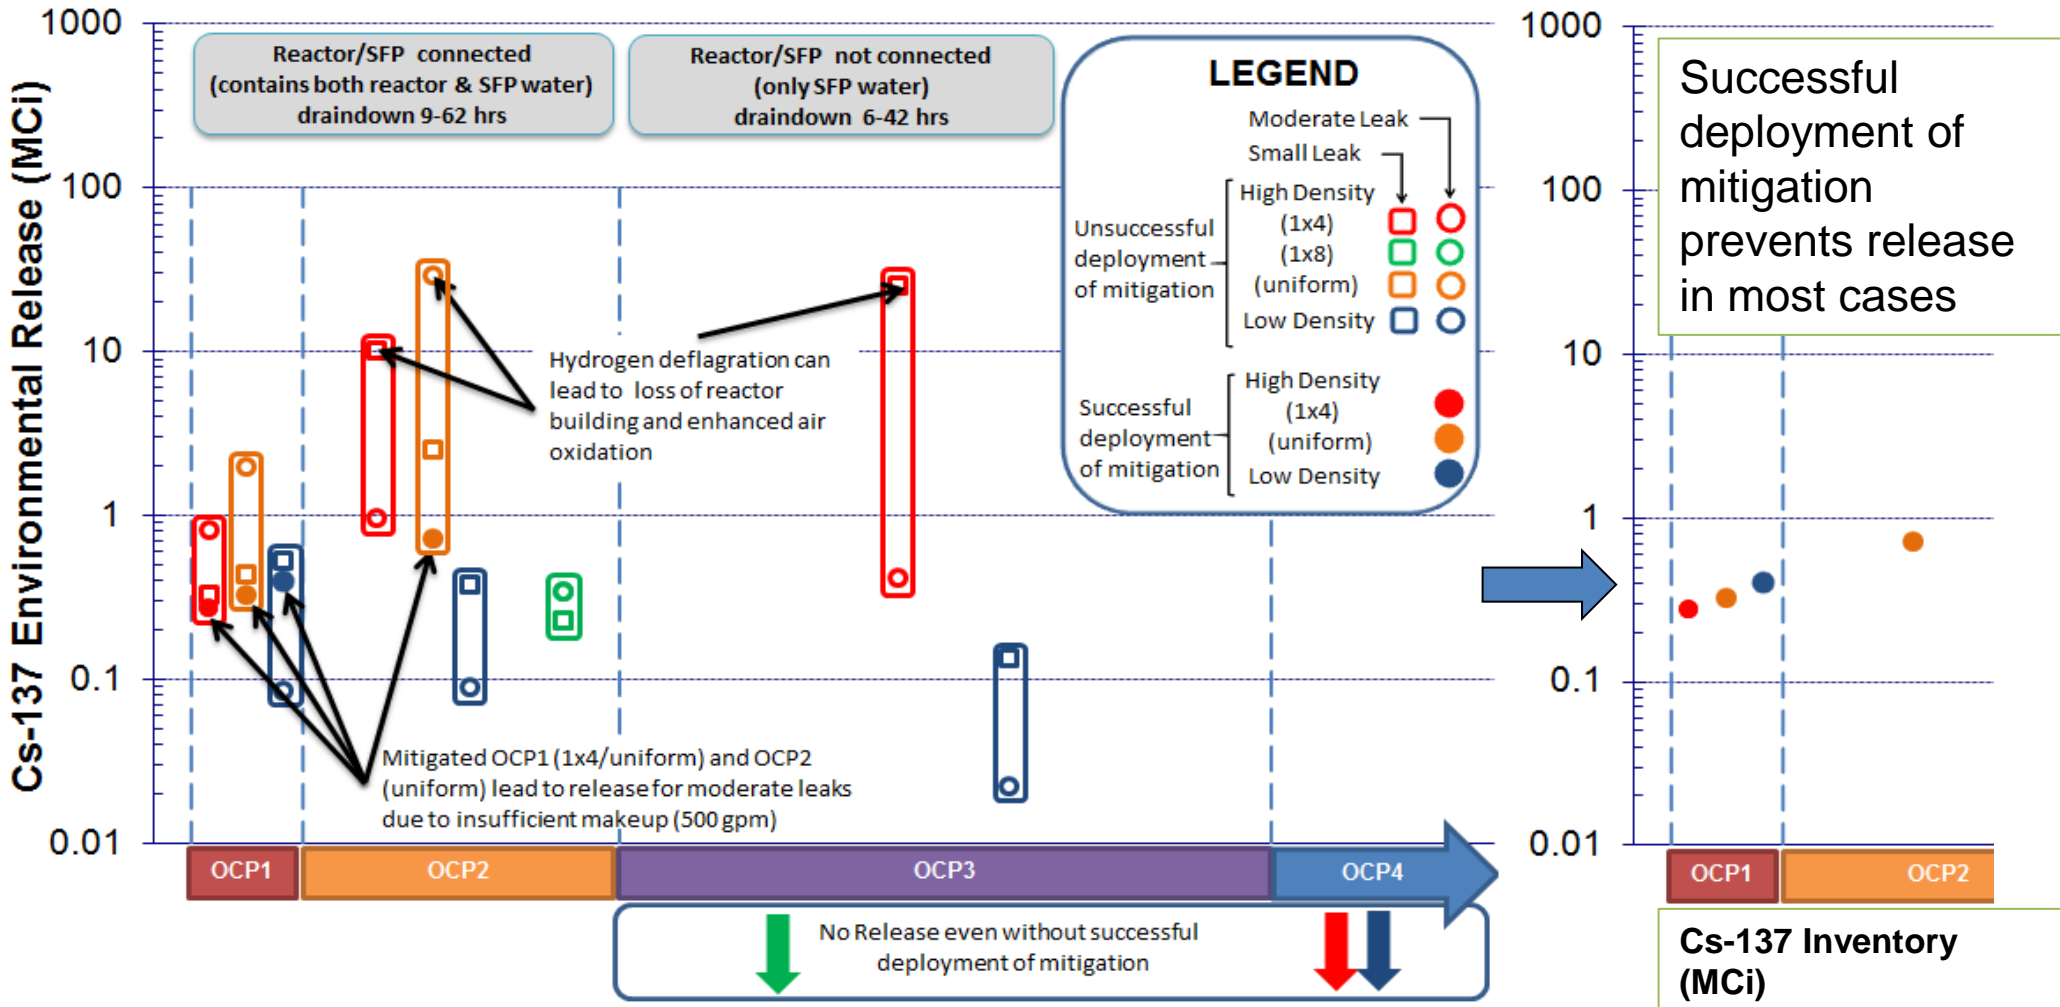 Cs-137 Environmental Release (MCi)
1000
100
10
1
0.1
0.01
Reactor/SFP connected
(contains both reactor & SFP water)
draindown 9-62 hrs
Reactor/SFP not connected
(only SFP water)
draindown 6-42 hrs
LEGEND
Moderate Leak
Small Leak
Unsuccessful
deployment
of mitigation
High Density
(1x4)
(1x8)
(uniform)
Low Density
Successful
deployment
of mitigation
High Density
(1x4)
(uniform)
Low Density
Hydrogen deflagration can
lead to loss of reactor
building and enhanced air
oxidation
Mitigated OCP1 (1x4/uniform) and OCP2
(uniform) lead to release for moderate leaks
due to insufficient makeup (500 gpm)
OCP1
OCP2
OCP3
OCP4
No Release even without successful
deployment of mitigation
1000
100
10
1
0.1
0.01
Successful
deployment of
mitigation
prevents release
in most cases
OCP1
OCP2
Cs-137 Inventory
(MCi)